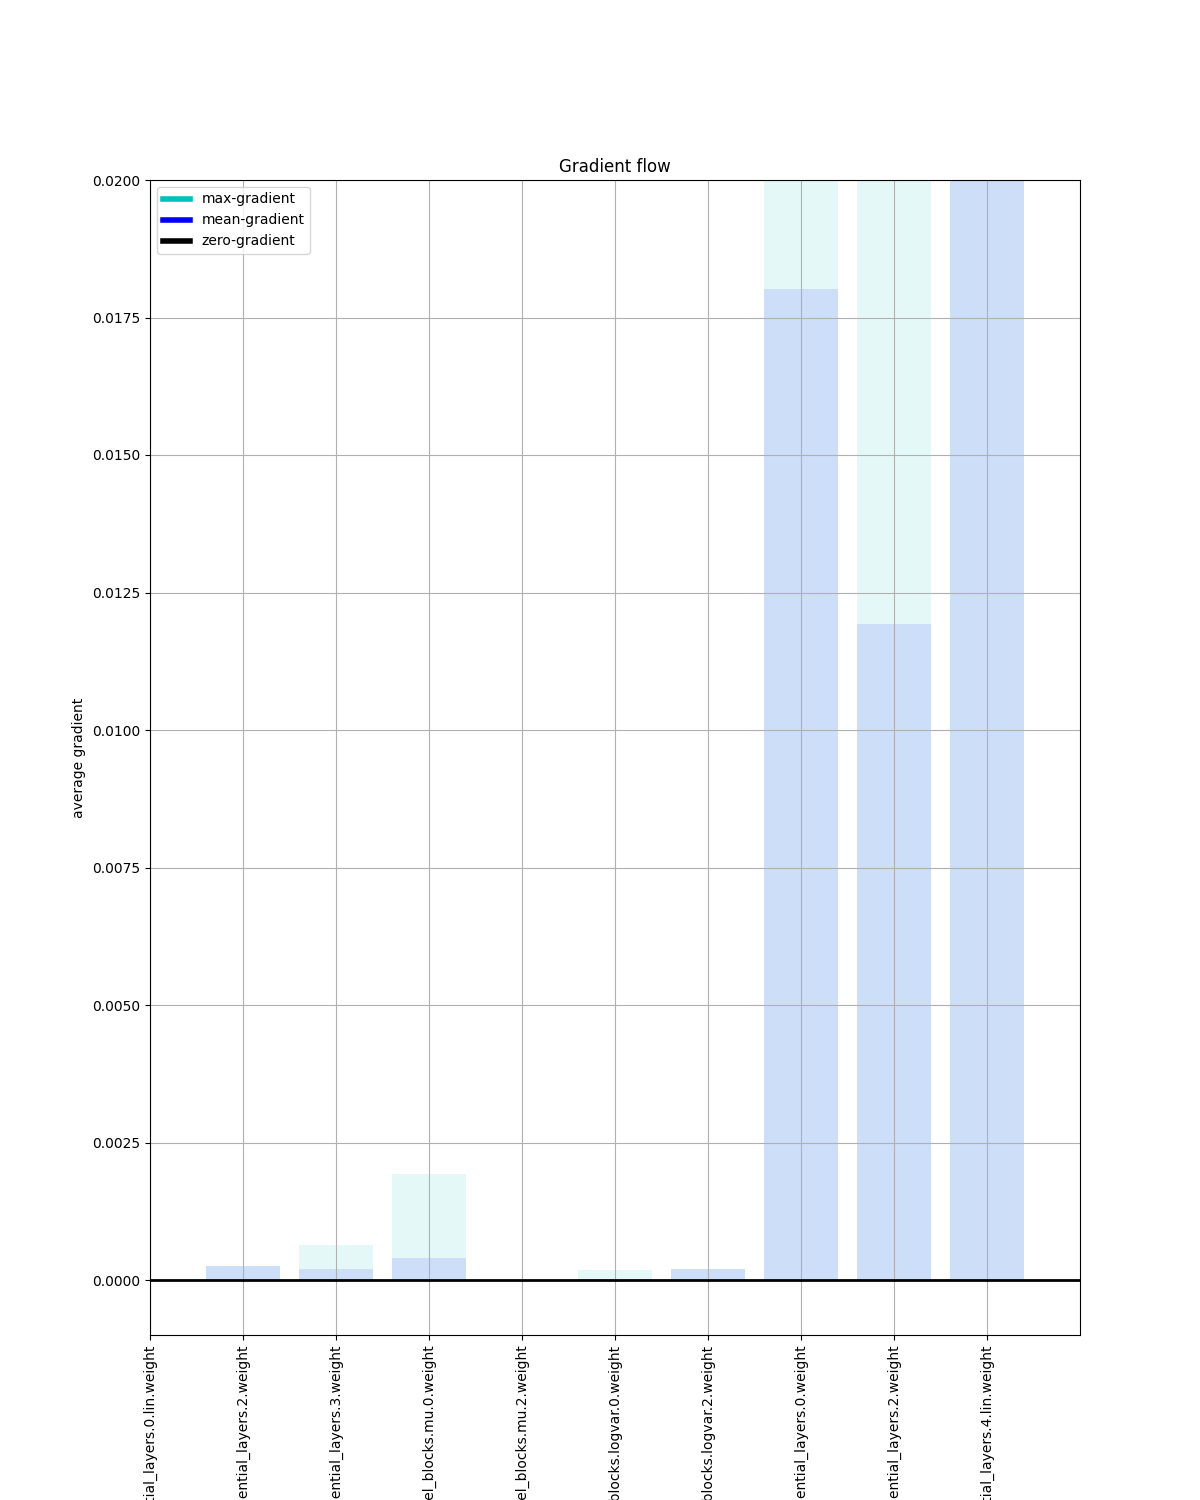 Gradient flow
max-gradient
mean-gradient
zero-gradient
0.0200
0.0175
0.0150
0.0125
0.0100
0.0075
0.0050
0.0025
0.0000
average gradient
tial_layers.0.lin.weight
ential_layers.2.weight
ential_layers.3.weight
el_blocks.mu.0.weight
el_blocks.mu.2.weight
blocks.logvar.0.weight
blocks.logvar.2.weight
ential_layers.0.weight
ential_layers.2.weight
tial_layers.4.lin.weight